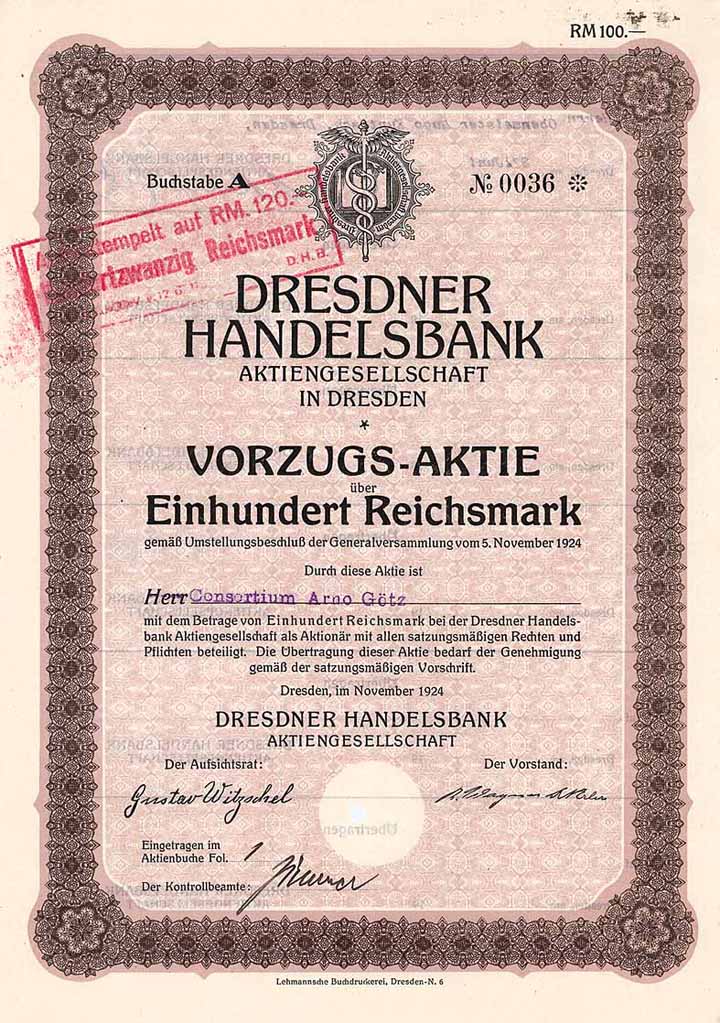 RM 100.—
Buchstabe A
№ 0036 ✻
auf RM. 120.-
Reichsmark
D.H.B.
DRESDNER
HANDELSBANK
AKTIENGESELLSCHAFT
IN DRESDEN
*
VORZUGS-AKTIE
über
Einhundert Reichsmark
gemäß Umstellungsbeschluß der Generalversammlung vom 5. November 1924
Durch diese Aktie ist
Herr Consortium Arno Götz
mit dem Betrage von Einhundert Reichsmark bei der Dresdner Handels-
bank Aktiengesellschaft als Aktionär mit allen satzungsmäßigen Rechten und
Pflichten beteiligt. Die Übertragung dieser Aktie bedarf der Genehmigung
gemäß der satzungsmäßigen Vorschrift.
Dresden, im November 1924
DRESDNER HANDELSBANK
AKTIENGESELLSCHAFT
Der Aufsichtsrat:
Der Vorstand:
Gustav Witzschel
Eingetragen im
Aktienbuche Fol. 1
Der Kontrollbeamte:
Lehmannsche Buchdruckerei, Dresden-N. 6